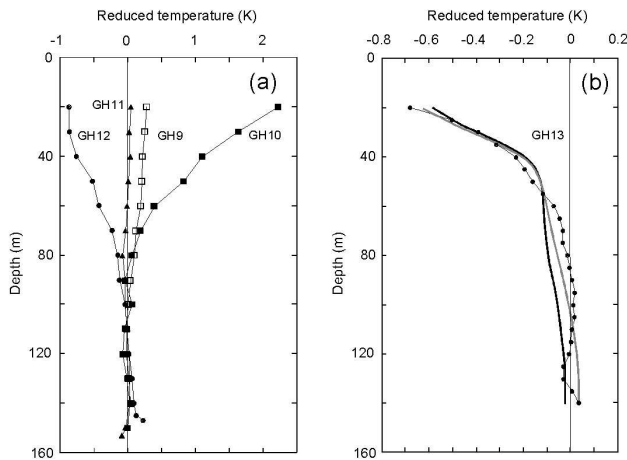 Reduced temperature (K)
-1 0 1 2
0
40
80
120
160
Depth (m)
(a)
GH11
GH12
GH9
GH10
Reduced temperature (K)
-0.8 -0.6 -0.4 -0.2 0 0.2
0
40
80
120
160
Depth (m)
(b)
GH13